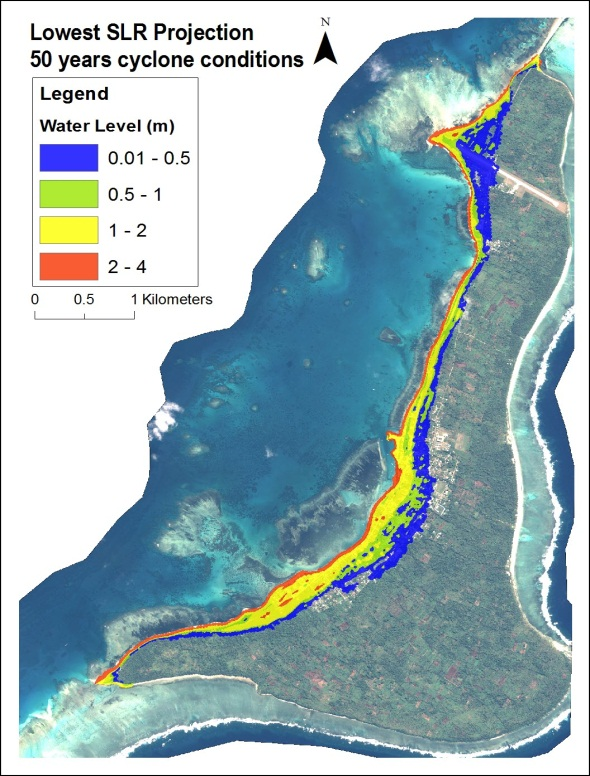 Lowest SLR Projection
50 years cyclone conditions
N
Legend
Water Level (m)
0.01 - 0.5
0.5 - 1
1 - 2
2 - 4
0 0.5 1 Kilometers